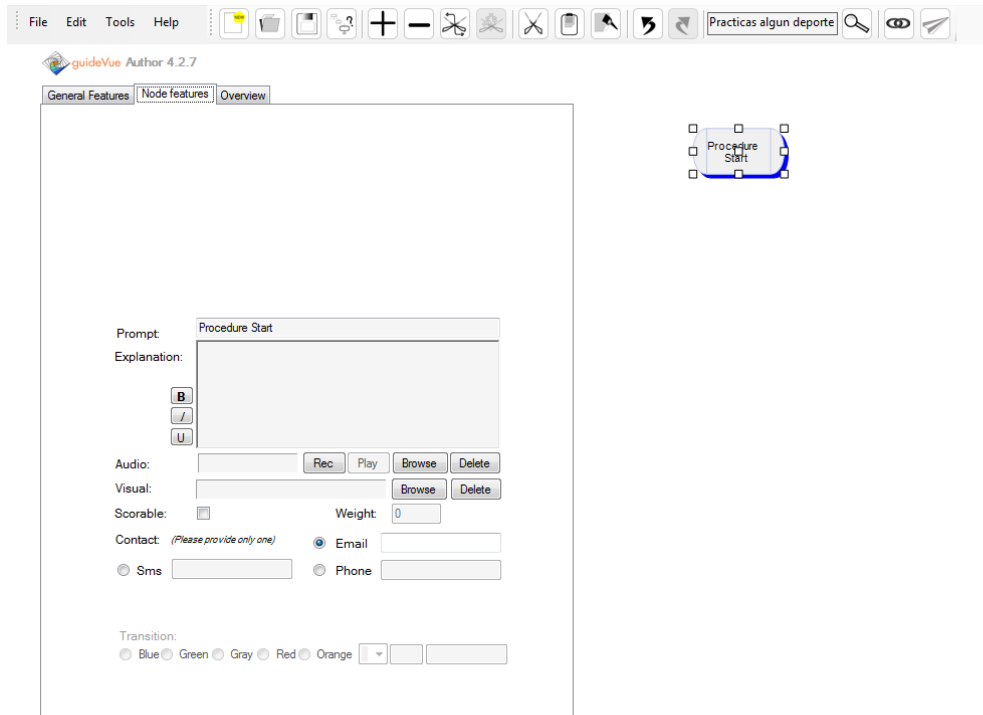 File Edit Tools Help NEW Practicas algun deporte
guideVue Author 4.2.7
General Features Node features Overview
Procedure
Start
Prompt: Procedure Start
Explanation:
B
I
U
Audio: Rec Play Browse Delete
Visual: Browse Delete
Scorable: Weight: 0
Contact: (Please provide only one) Email
Sms Phone
Transition:
Blue Green Gray Red Orange